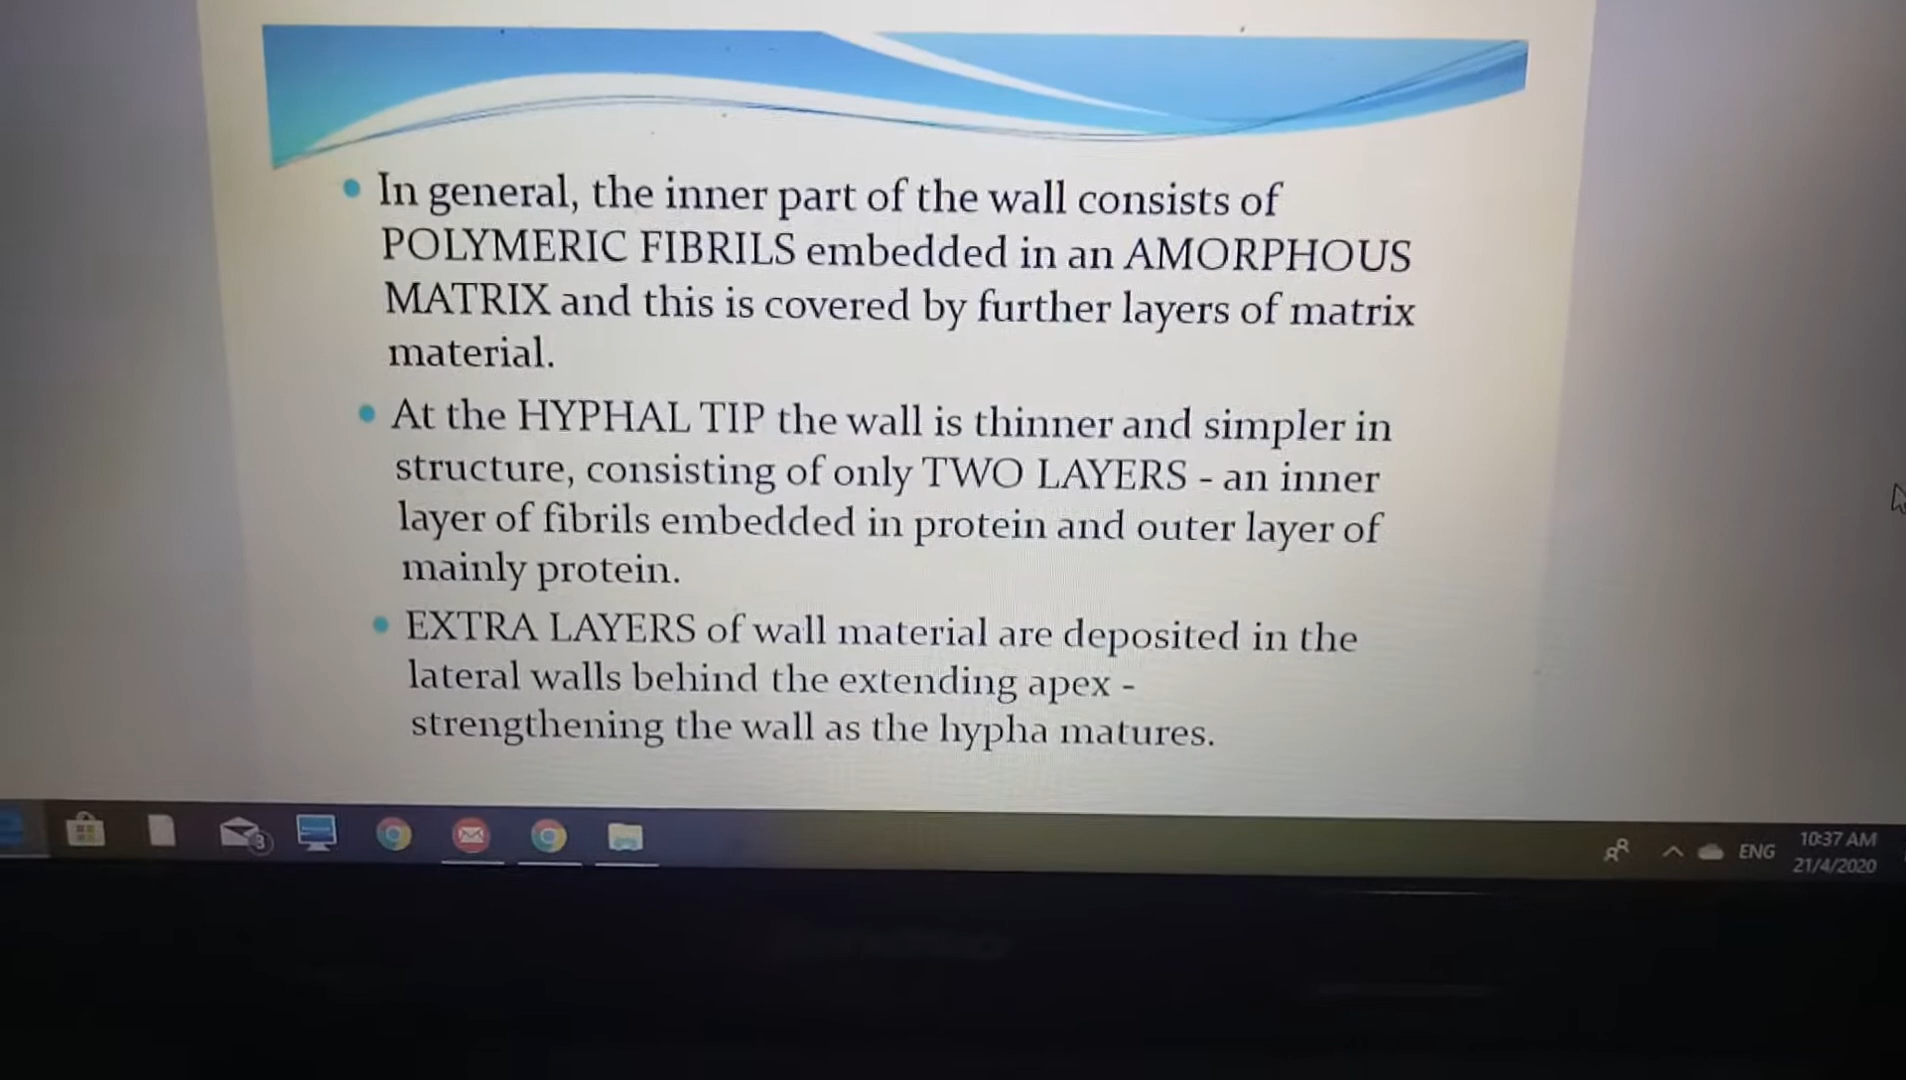 In general, the inner part of the wall consists of
POLYMERIC FIBRILS embedded in an AMORPHOUS
MATRIX and this is covered by further layers of matrix
material.
At the HYPHAL TIP the wall is thinner and simpler in
structure, consisting of only TWO LAYERS - an inner
layer of fibrils embedded in protein and outer layer of
mainly protein.
EXTRA LAYERS of wall material are deposited in the
lateral walls behind the extending apex -
strengthening the wall as the hypha matures.
3
ENG
10:37 AM
21/4/2020